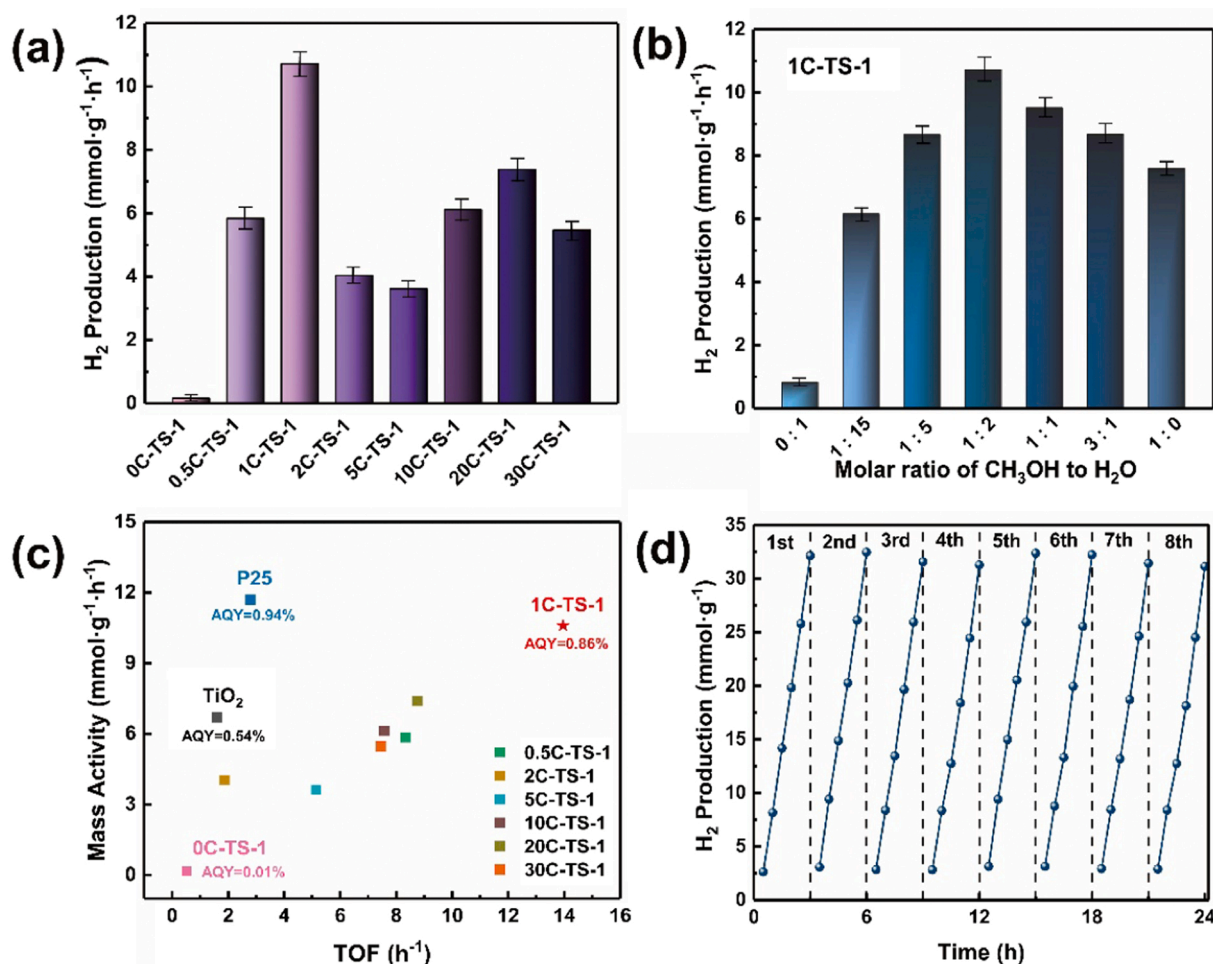 (a)
H₂ Production (mmol·g⁻¹·h⁻¹)
12
10
8
6
4
2
0
0C-TS-1
0.5C-TS-1
1C-TS-1
2C-TS-1
5C-TS-1
10C-TS-1
20C-TS-1
30C-TS-1
(b)
1C-TS-1
H₂ Production (mmol·g⁻¹·h⁻¹)
12
10
8
6
4
2
0
0 : 1
1 : 15
1 : 5
1 : 2
1 : 1
3 : 1
1 : 0
Molar ratio of CH₃OH to H₂O
(c)
Mass Activity (mmol·g⁻¹·h⁻¹)
15
12
9
6
3
0
P25
AQY=0.94%
1C-TS-1
AQY=0.86%
TiO₂
AQY=0.54%
0C-TS-1
AQY=0.01%
0.5C-TS-1
2C-TS-1
5C-TS-1
10C-TS-1
20C-TS-1
30C-TS-1
0 2 4 6 8 10 12 14 16
TOF (h⁻¹)
(d)
H₂ Production (mmol·g⁻¹)
35
30
25
20
15
10
5
0
1st 2nd 3rd 4th 5th 6th 7th 8th
0 6 12 18 24
Time (h)